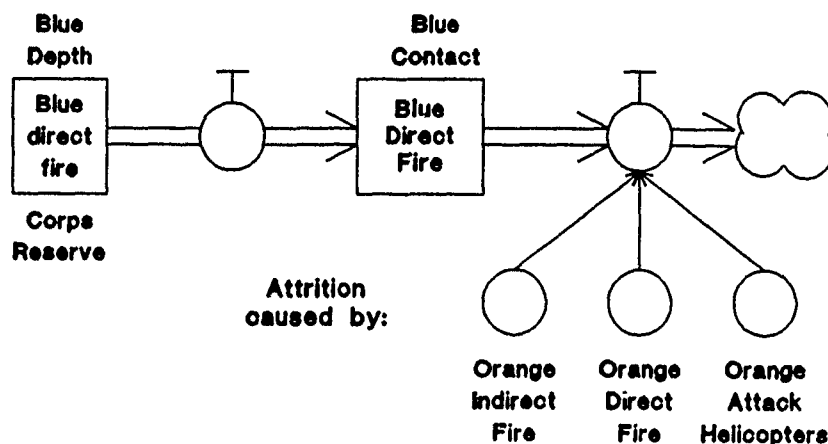 Blue
Depth
Blue
direct
fire
Corps
Reserve
Blue
Contact
Blue
Direct
Fire
Attrition
caused by:
Orange
Indirect
Fire
Orange
Direct
Fire
Orange
Attack
Helicopters